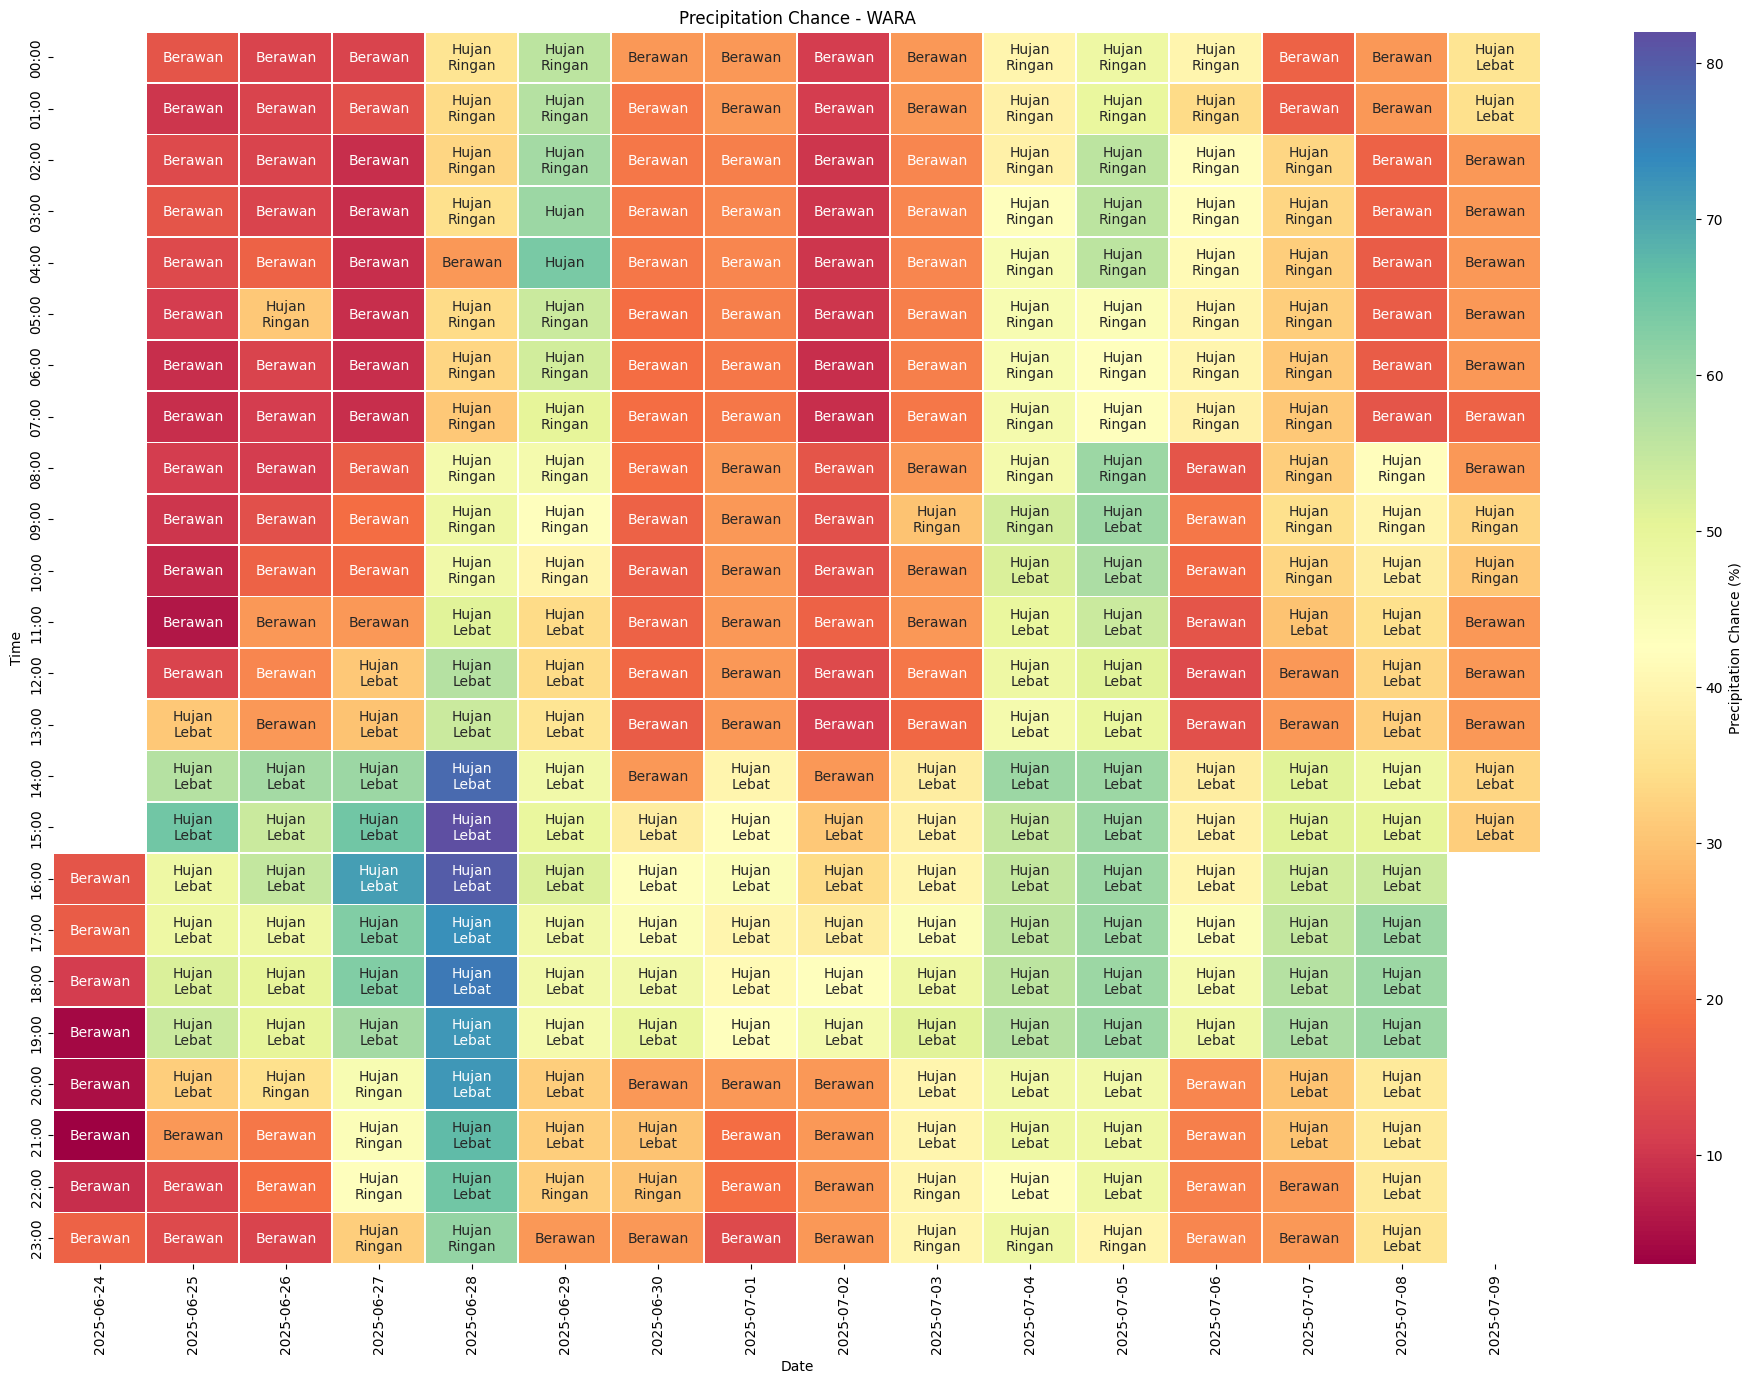 Precipitation Chance - WARA
00:00 Berawan Berawan Berawan Hujan Ringan Hujan Ringan Berawan Berawan Berawan Berawan Hujan Ringan Hujan Ringan Hujan Ringan Berawan Berawan Hujan Lebat
01:00 Berawan Berawan Berawan Hujan Ringan Hujan Ringan Berawan Berawan Berawan Berawan Hujan Ringan Hujan Ringan Hujan Ringan Berawan Berawan Hujan Lebat
02:00 Berawan Berawan Berawan Hujan Ringan Hujan Ringan Berawan Berawan Berawan Berawan Hujan Ringan Hujan Ringan Hujan Ringan Hujan Ringan Berawan Berawan
03:00 Berawan Berawan Berawan Hujan Ringan Hujan Berawan Berawan Berawan Berawan Hujan Ringan Hujan Ringan Hujan Ringan Hujan Ringan Berawan Berawan
04:00 Berawan Berawan Berawan Berawan Hujan Berawan Berawan Berawan Berawan Hujan Ringan Hujan Ringan Hujan Ringan Hujan Ringan Berawan Berawan
05:00 Berawan Hujan Ringan Berawan Hujan Ringan Hujan Ringan Berawan Berawan Berawan Berawan Hujan Ringan Hujan Ringan Hujan Ringan Hujan Ringan Berawan Berawan
06:00 Berawan Berawan Berawan Hujan Ringan Hujan Ringan Berawan Berawan Berawan Berawan Hujan Ringan Hujan Ringan Hujan Ringan Hujan Ringan Berawan Berawan
07:00 Berawan Berawan Berawan Hujan Ringan Hujan Ringan Berawan Berawan Berawan Berawan Hujan Ringan Hujan Ringan Hujan Ringan Hujan Ringan Berawan Berawan
08:00 Berawan Berawan Berawan Hujan Ringan Hujan Ringan Berawan Berawan Berawan Berawan Hujan Ringan Hujan Ringan Berawan Hujan Ringan Hujan Ringan Berawan
09:00 Berawan Berawan Berawan Hujan Ringan Hujan Ringan Berawan Berawan Berawan Hujan Ringan Hujan Ringan Hujan Lebat Berawan Hujan Ringan Hujan Ringan Hujan Ringan
10:00 Berawan Berawan Berawan Hujan Ringan Hujan Ringan Berawan Berawan Berawan Berawan Hujan Lebat Hujan Lebat Berawan Hujan Ringan Hujan Lebat Hujan Ringan
11:00 Berawan Berawan Berawan Hujan Lebat Hujan Lebat Berawan Berawan Berawan Berawan Hujan Lebat Hujan Lebat Berawan Hujan Lebat Hujan Lebat Berawan
12:00 Berawan Berawan Hujan Lebat Hujan Lebat Hujan Lebat Berawan Berawan Berawan Berawan Hujan Lebat Hujan Lebat Berawan Berawan Hujan Lebat Berawan
13:00 Hujan Lebat Berawan Hujan Lebat Hujan Lebat Hujan Lebat Berawan Berawan Berawan Berawan Hujan Lebat Hujan Lebat Berawan Berawan Hujan Lebat Berawan
14:00 Hujan Lebat Hujan Lebat Hujan Lebat Hujan Lebat Hujan Lebat Berawan Hujan Lebat Berawan Hujan Lebat Hujan Lebat Hujan Lebat Hujan Lebat Hujan Lebat Hujan Lebat Hujan Lebat
15:00 Hujan Lebat Hujan Lebat Hujan Lebat Hujan Lebat Hujan Lebat Hujan Lebat Hujan Lebat Hujan Lebat Hujan Lebat Hujan Lebat Hujan Lebat Hujan Lebat Hujan Lebat Hujan Lebat Hujan Lebat
16:00 Berawan Hujan Lebat Hujan Lebat Hujan Lebat Hujan Lebat Hujan Lebat Hujan Lebat Hujan Lebat Hujan Lebat Hujan Lebat Hujan Lebat Hujan Lebat Hujan Lebat Hujan Lebat Hujan Lebat
17:00 Berawan Hujan Lebat Hujan Lebat Hujan Lebat Hujan Lebat Hujan Lebat Hujan Lebat Hujan Lebat Hujan Lebat Hujan Lebat Hujan Lebat Hujan Lebat Hujan Lebat Hujan Lebat Hujan Lebat
18:00 Berawan Hujan Lebat Hujan Lebat Hujan Lebat Hujan Lebat Hujan Lebat Hujan Lebat Hujan Lebat Hujan Lebat Hujan Lebat Hujan Lebat Hujan Lebat Hujan Lebat Hujan Lebat Hujan Lebat
19:00 Berawan Hujan Lebat Hujan Lebat Hujan Lebat Hujan Lebat Hujan Lebat Hujan Lebat Hujan Lebat Hujan Lebat Hujan Lebat Hujan Lebat Hujan Lebat Hujan Lebat Hujan Lebat Hujan Lebat
20:00 Berawan Hujan Lebat Hujan Ringan Hujan Ringan Hujan Lebat Hujan Lebat Berawan Berawan Berawan Hujan Lebat Hujan Lebat Hujan Lebat Berawan Hujan Lebat Hujan Lebat
21:00 Berawan Berawan Berawan Hujan Ringan Hujan Lebat Hujan Lebat Hujan Lebat Berawan Berawan Hujan Lebat Hujan Lebat Hujan Lebat Berawan Hujan Lebat Hujan Lebat
22:00 Berawan Berawan Berawan Hujan Ringan Hujan Lebat Hujan Ringan Hujan Ringan Berawan Berawan Hujan Ringan Hujan Lebat Hujan Lebat Berawan Berawan Hujan Lebat
23:00 Berawan Berawan Berawan Hujan Ringan Hujan Ringan Berawan Berawan Berawan Berawan Hujan Ringan Hujan Ringan Hujan Ringan Berawan Berawan Hujan Lebat
Time
2025-06-24 2025-06-25 2025-06-26 2025-06-27 2025-06-28 2025-06-29 2025-06-30 2025-07-01 2025-07-02 2025-07-03 2025-07-04 2025-07-05 2025-07-06 2025-07-07 2025-07-08 2025-07-09
Date
80
70
60
50
40
30
20
10
Precipitation Chance (%)